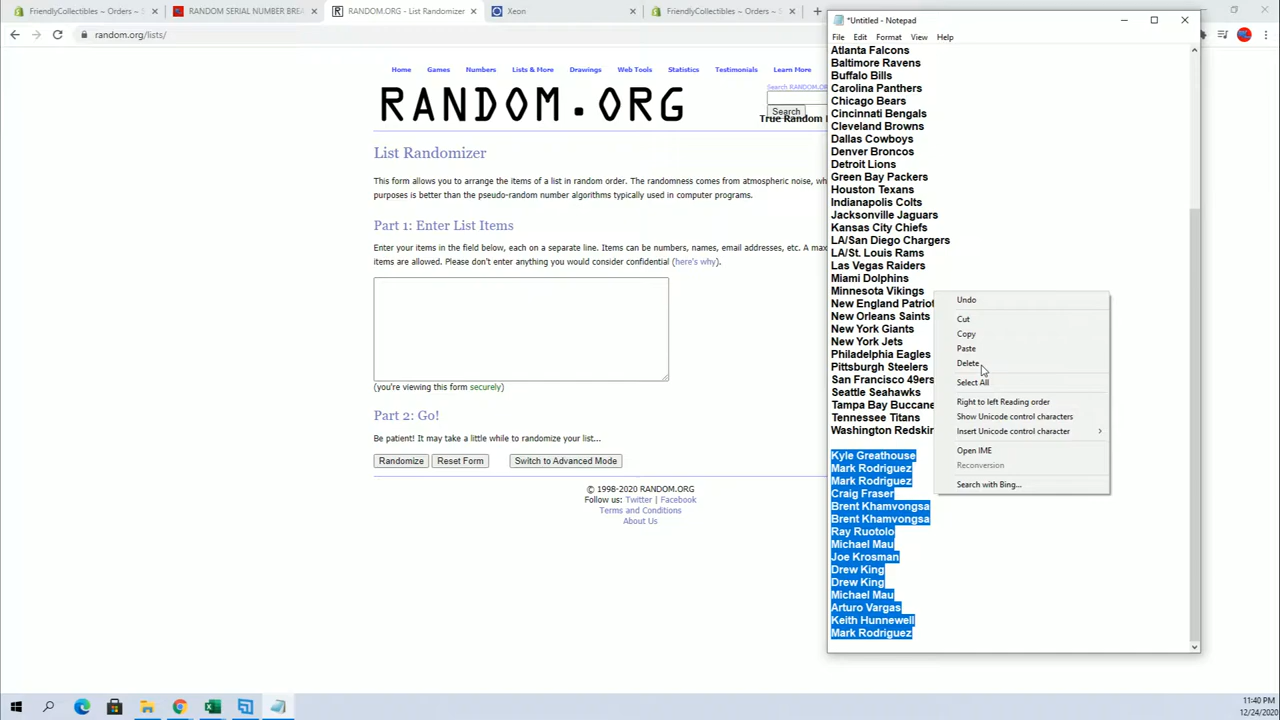 FriendlyCollectibles ~ Orders ~ S
RANDOM SERIAL NUMBER BREA
RANDOM.ORG - List Randomizer
Xeon
FriendlyCollectibles ~ Orders ~ S
random.org/lists/
Home
Games
Numbers
Lists & More
Drawings
Web Tools
Statistics
Testimonials
Learn More
RANDOM.ORG
Search RANDOM.OR
Search
True Random
List Randomizer
This form allows you to arrange the items of a list in random order. The randomness comes from atmospheric noise, wh
purposes is better than the pseudo-random number algorithms typically used in computer programs.
Part 1: Enter List Items
Enter your items in the field below, each on a separate line. Items can be numbers, names, email addresses, etc. A max
items are allowed. Please don't enter anything you would consider confidential (here's why).
(you're viewing this form securely)
Part 2: Go!
Be patient! It may take a little while to randomize your list...
Randomize
Reset Form
Switch to Advanced Mode
© 1998-2020 RANDOM.ORG
Follow us: Twitter | Facebook
Terms and Conditions
About Us
*Untitled - Notepad
File Edit Format View Help
Atlanta Falcons
Baltimore Ravens
Buffalo Bills
Carolina Panthers
Chicago Bears
Cincinnati Bengals
Cleveland Browns
Dallas Cowboys
Denver Broncos
Detroit Lions
Green Bay Packers
Houston Texans
Indianapolis Colts
Jacksonville Jaguars
Kansas City Chiefs
LA/San Diego Chargers
LA/St. Louis Rams
Las Vegas Raiders
Miami Dolphins
Minnesota Vikings
New England Patriot
New Orleans Saints
New York Giants
New York Jets
Philadelphia Eagles
Pittsburgh Steelers
San Francisco 49ers
Seattle Seahawks
Tampa Bay Buccane
Tennessee Titans
Washington Redskin
Kyle Greathouse
Mark Rodriguez
Mark Rodriguez
Craig Fraser
Brent Khamvongsa
Brent Khamvongsa
Ray Ruotolo
Michael Mau
Joe Krosman
Drew King
Drew King
Michael Mau
Arturo Vargas
Keith Hunnewell
Mark Rodriguez
Undo
Cut
Copy
Paste
Delete
Select All
Right to left Reading order
Show Unicode control characters
Insert Unicode control character
Open IME
Reconversion
Search with Bing...
11:40 PM
12/24/2020